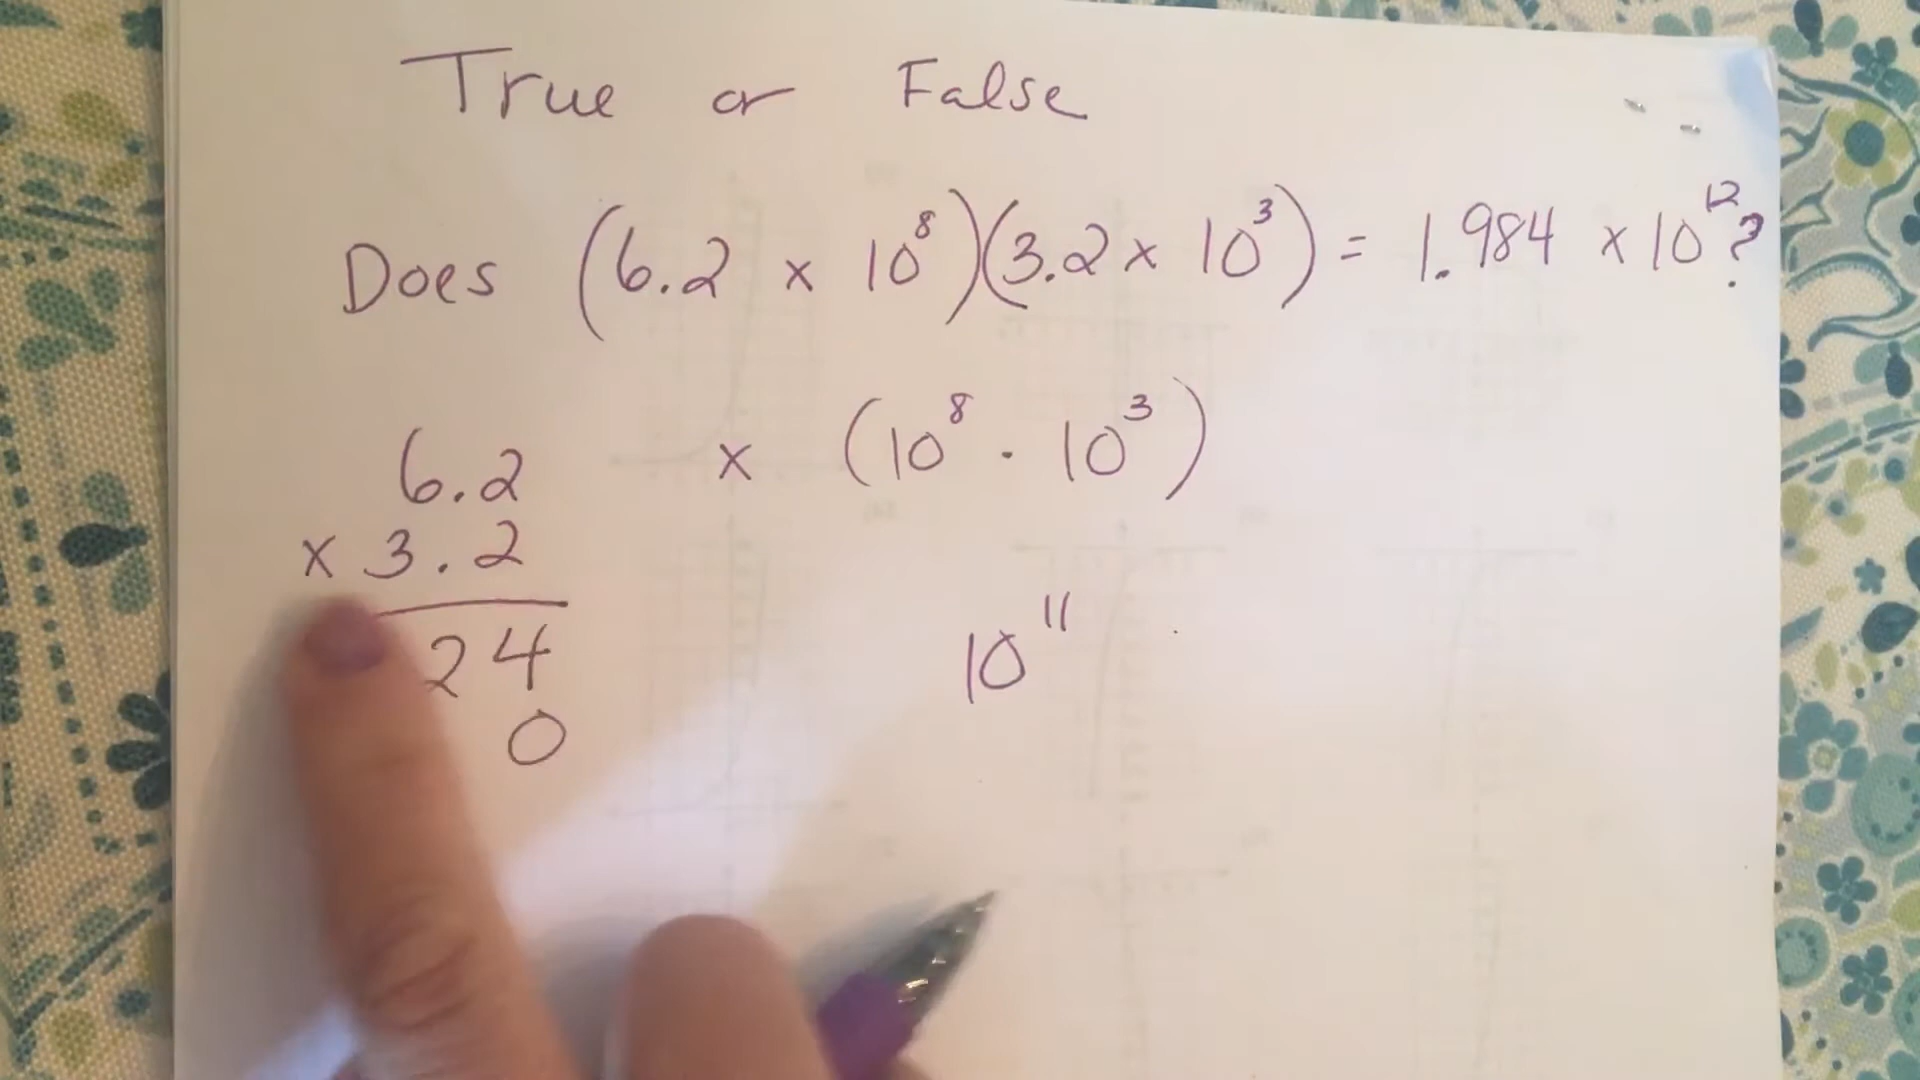 True or False
Does (6.2 x 10⁸)(3.2 x 10³) = 1.984 x 10¹²?
6.2 x (10⁸ · 10³)
x 3.2
24 10¹¹
0